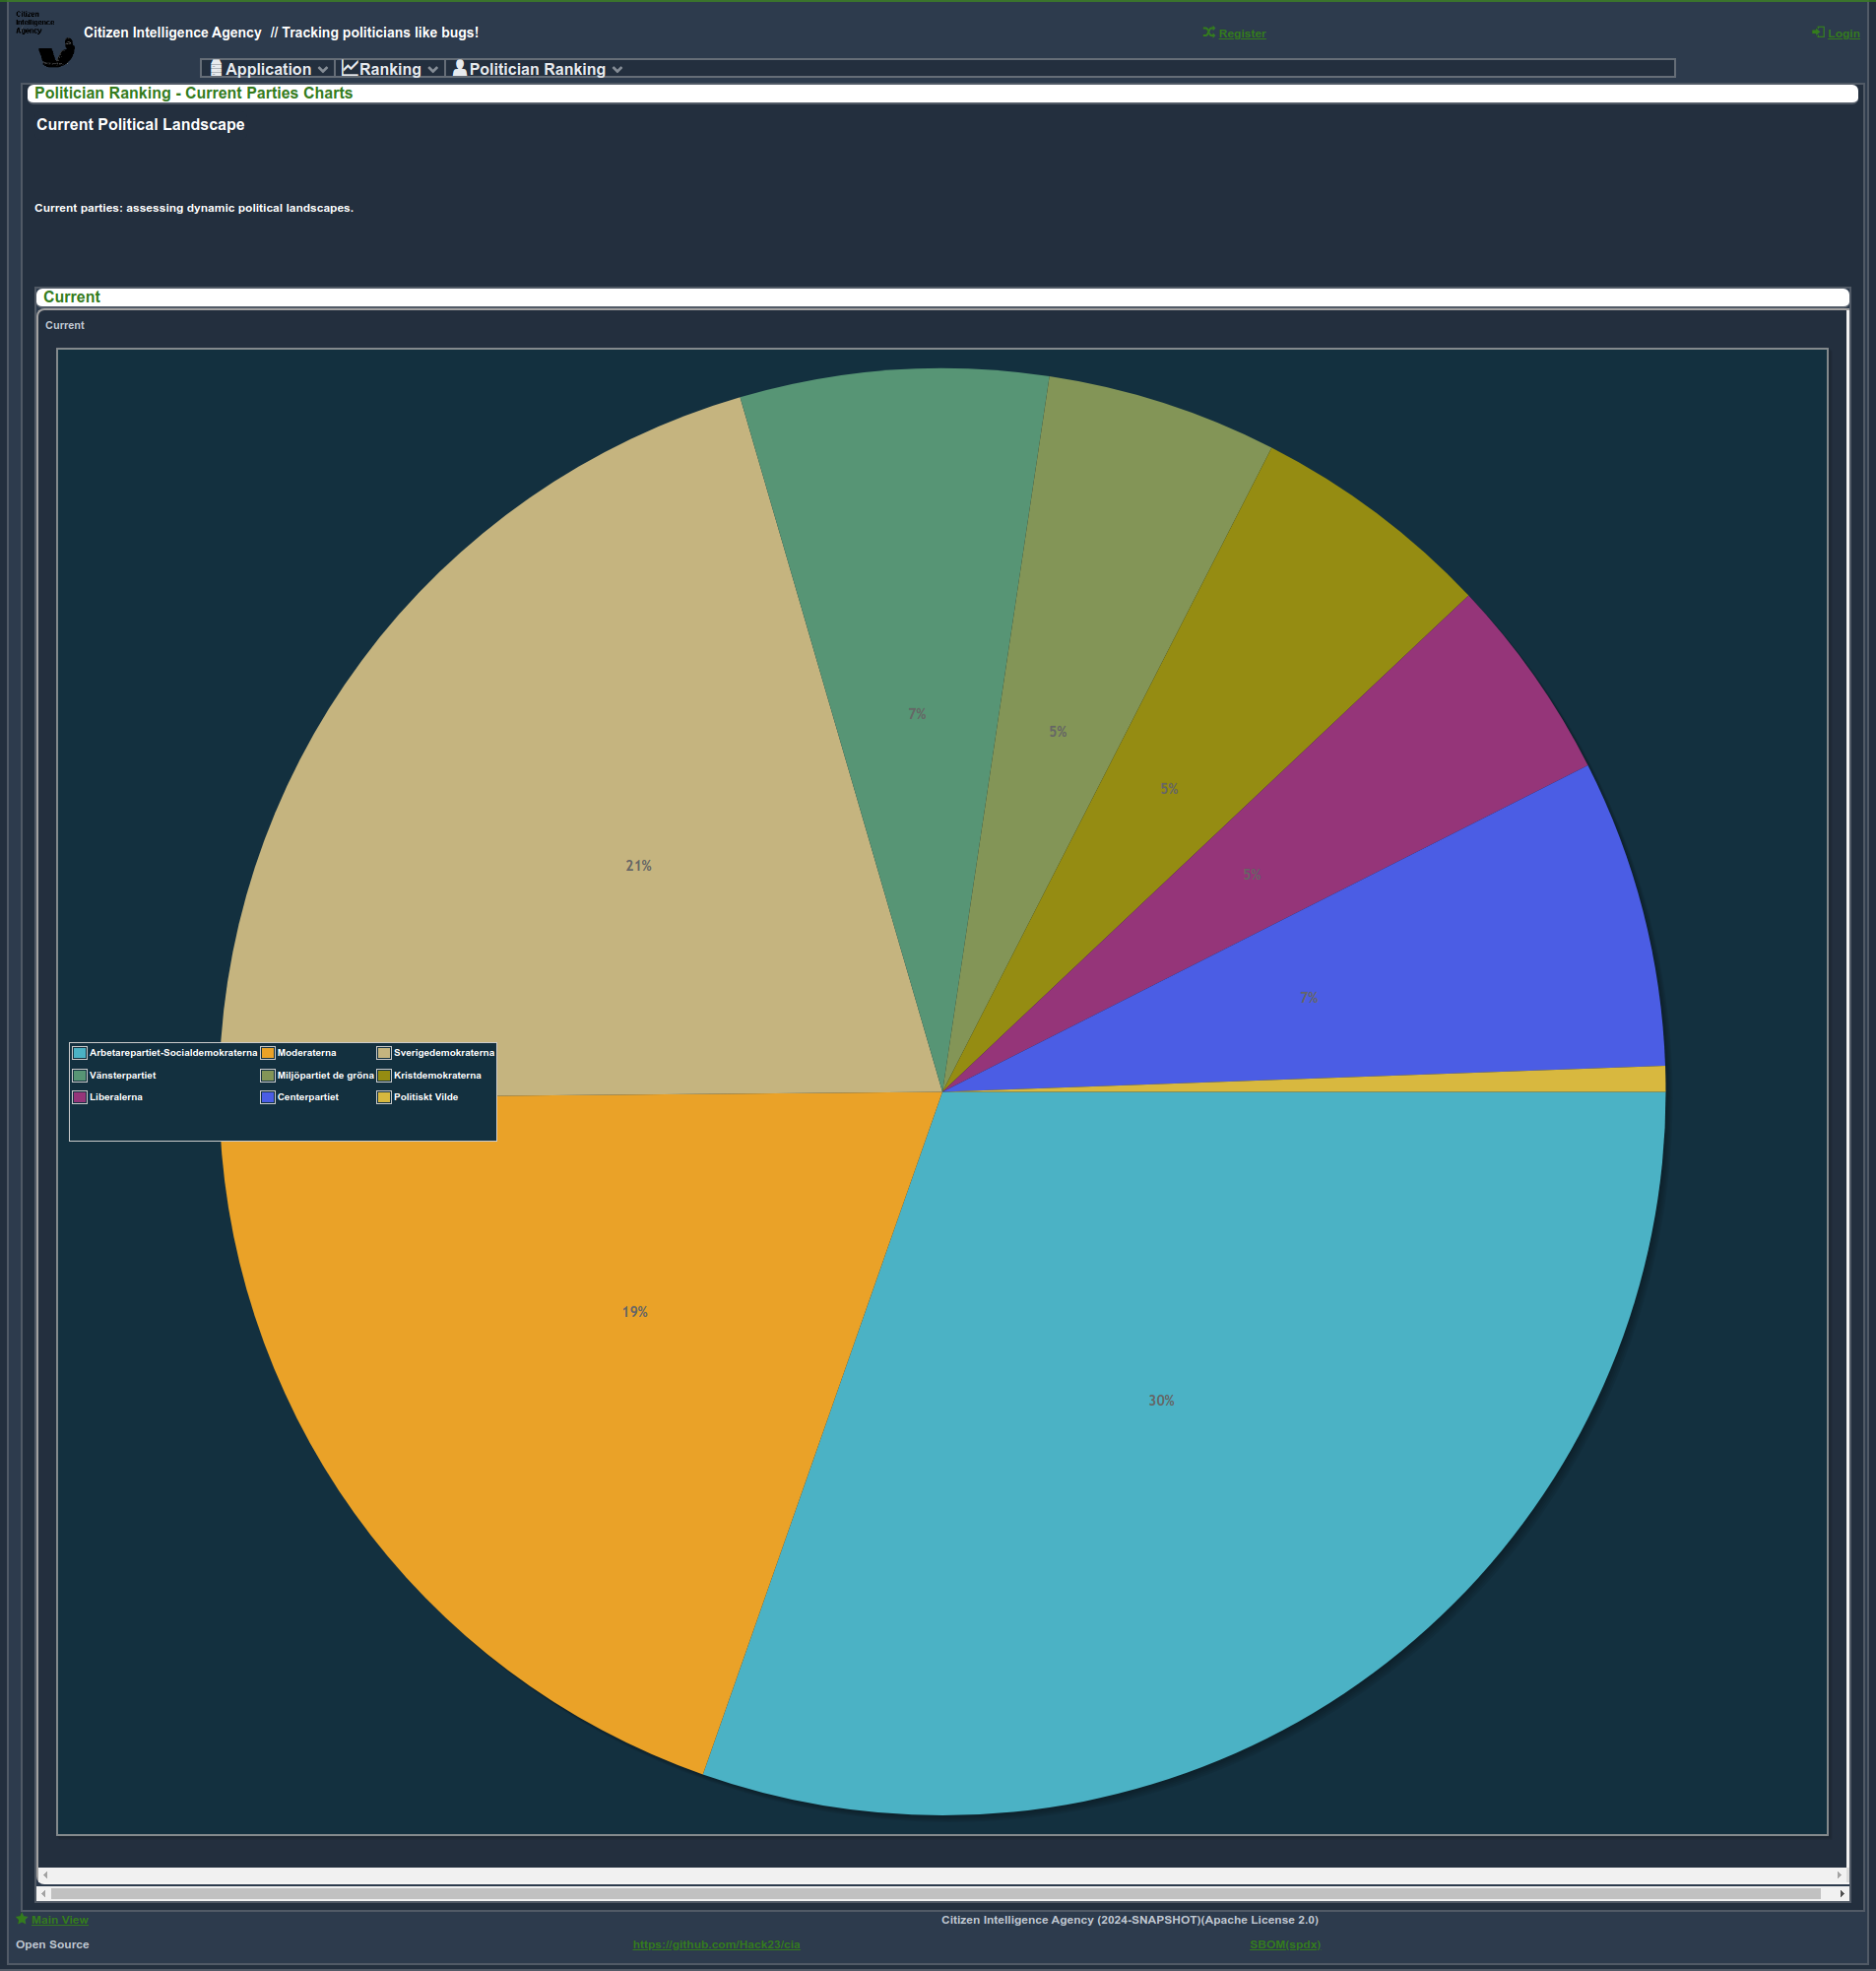 Citizen
Intelligence
Agency
Citizen Intelligence Agency // Tracking politicians like bugs!
Register
Login
Application
Ranking
Politician Ranking
Politician Ranking - Current Parties Charts
Current Political Landscape
Current parties: assessing dynamic political landscapes.
Current
Current
7%
5%
5%
21%
5%
7%
Arbetarepartiet-Socialdemokraterna Moderaterna Sverigedemokraterna
Vänsterpartiet Miljöpartiet de gröna Kristdemokraterna
Liberalerna Centerpartiet Politiskt Vilde
19%
30%
Main View
Citizen Intelligence Agency (2024-SNAPSHOT)(Apache License 2.0)
Open Source
https://github.com/Hack23/cia
SBOM(spdx)